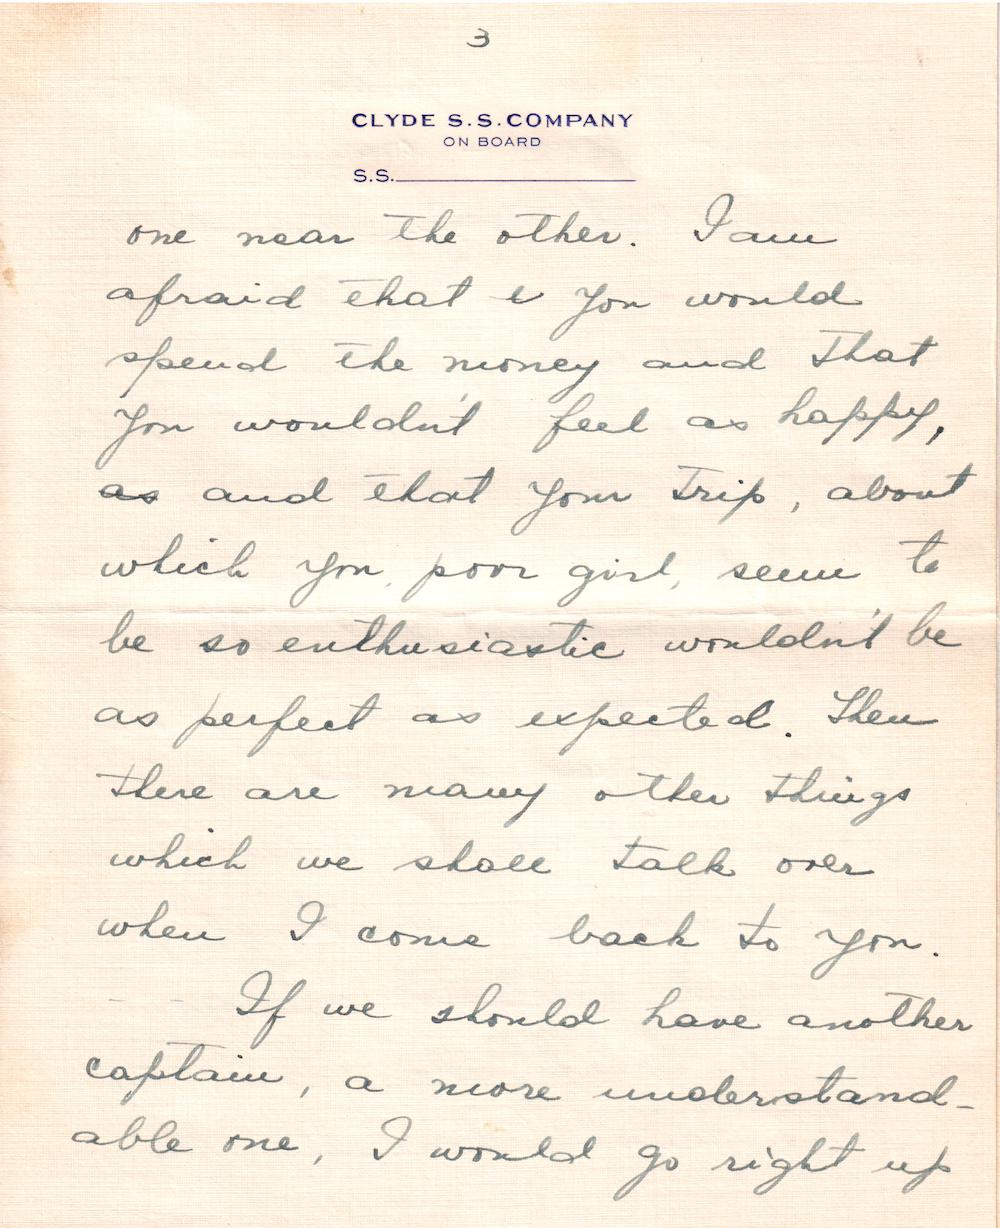 3
CLYDE S.S. COMPANY
ON BOARD
S.S.
one near the other. I am
afraid that you would
spend the money and that
you wouldn't feel as happy,
as and that your trip, about
which you, poor girl, seem to
be so enthusiastic wouldn't be
as perfect as expected. Then
there are many other things
which we shall talk over
when I come back to you.
If we should have another
captain, a more understand-
able one, I would go right up